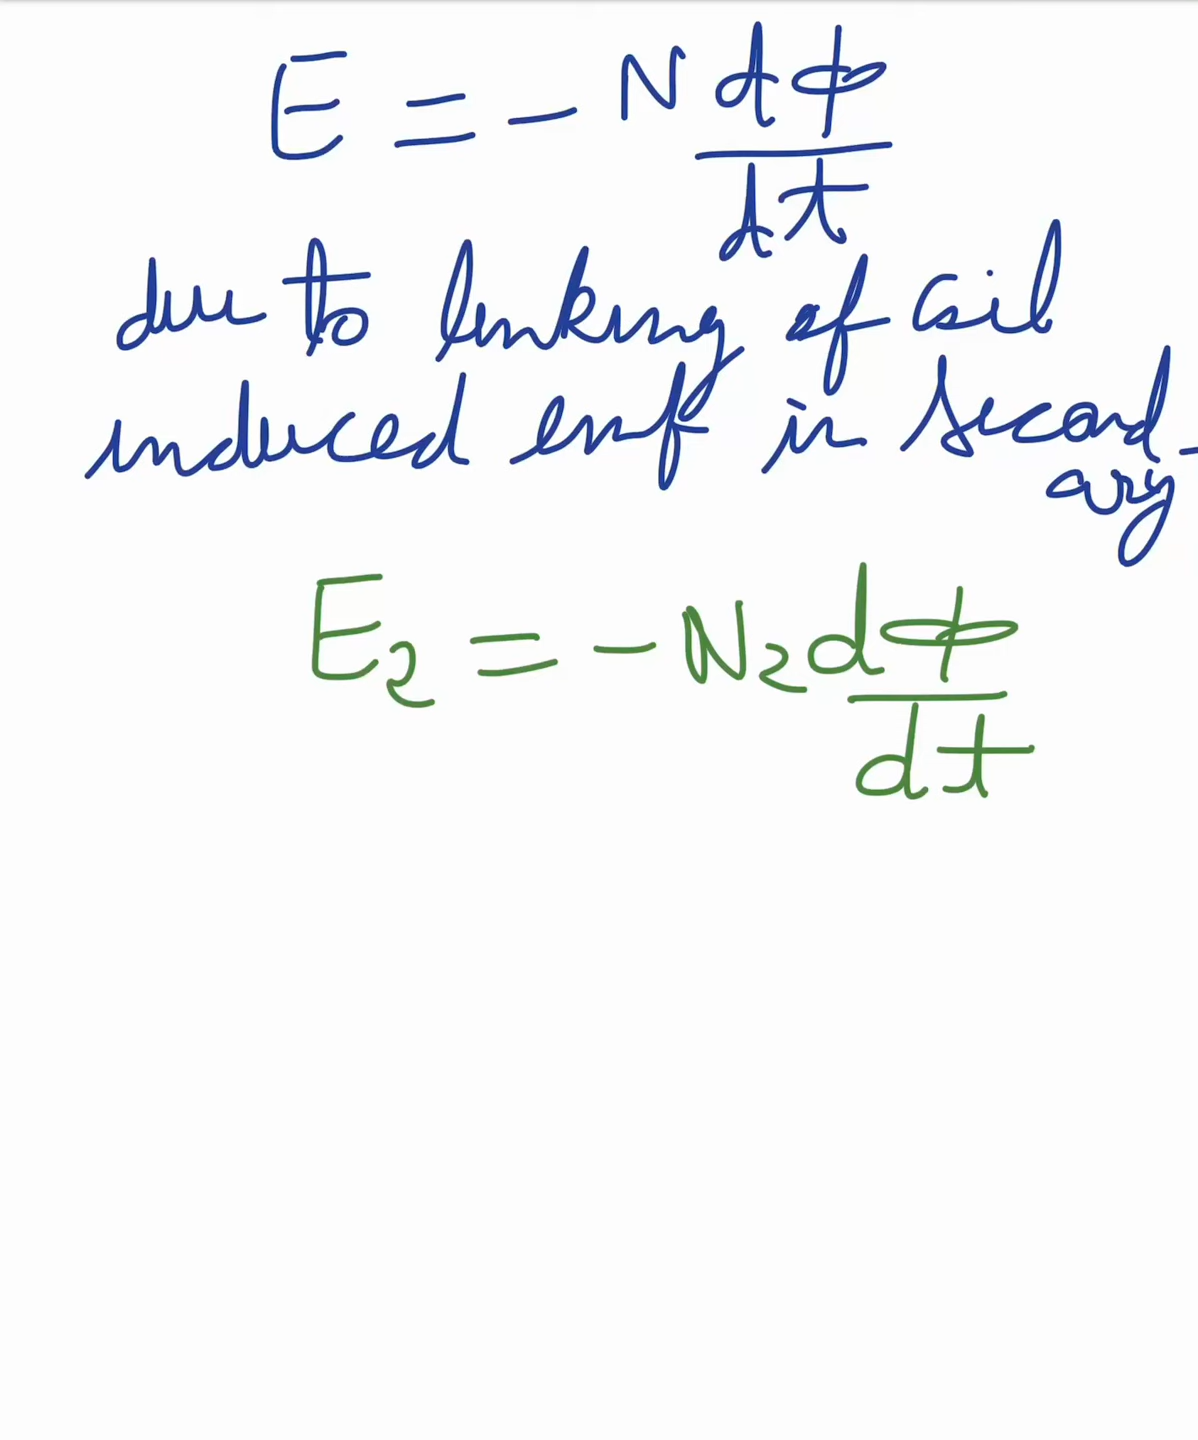 E = - N dϕ/dt
due to linking of coil
induced emf in second-
ary
E₂ = - N₂ dϕ/dt